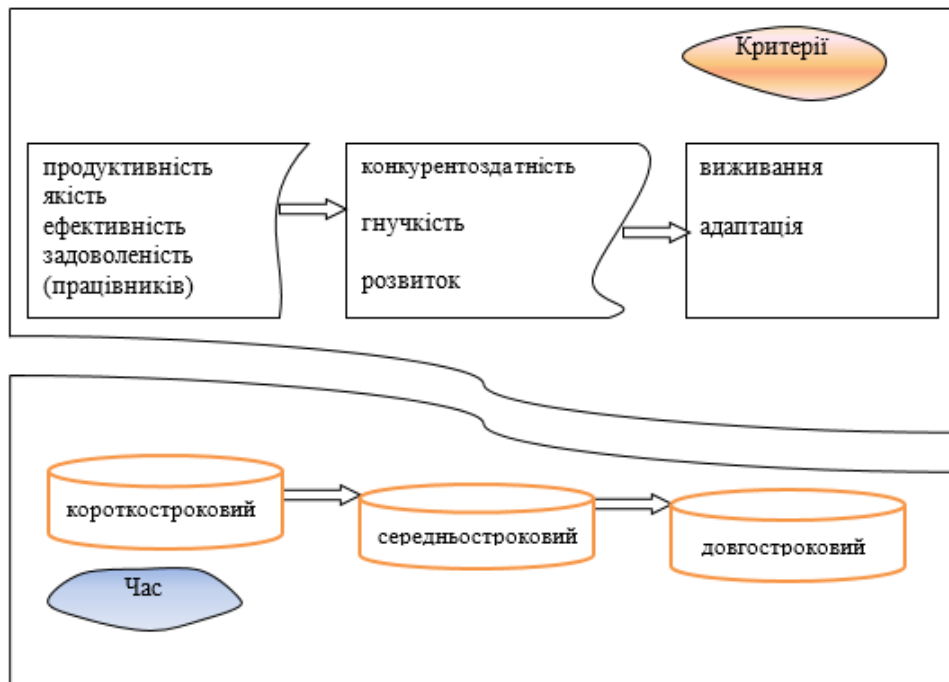 Критерії
продуктивність
якість
ефективність
задоволеність
(працівників)
конкурентоздатність
гнучкість
розвиток
виживання
адаптація
короткостроковий
середньостроковий
довгостроковий
Час